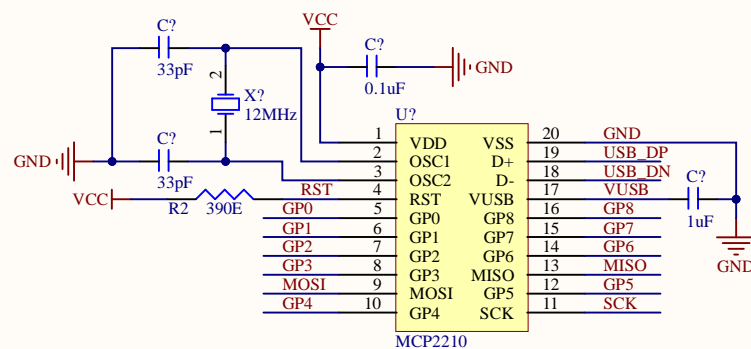 VCC
C?
33pF
C?
0.1uF
GND
2
X?
12MHz
1
U?
C?
33pF
GND
VCC
R2
390E
RST
1 VDD VSS 20 GND
2 OSC1 D+ 19 USB_DP
3 OSC2 D- 18 USB_DN
4 RST VUSB 17 VUSB
GP0 5 GP0 GP8 16 GP8
GP1 6 GP1 GP7 15 GP7
GP2 7 GP2 GP6 14 GP6
GP3 8 GP3 MISO 13 MISO
MOSI 9 MOSI GP5 12 GP5
GP4 10 GP4 SCK 11 SCK
MCP2210
C?
1uF
GND